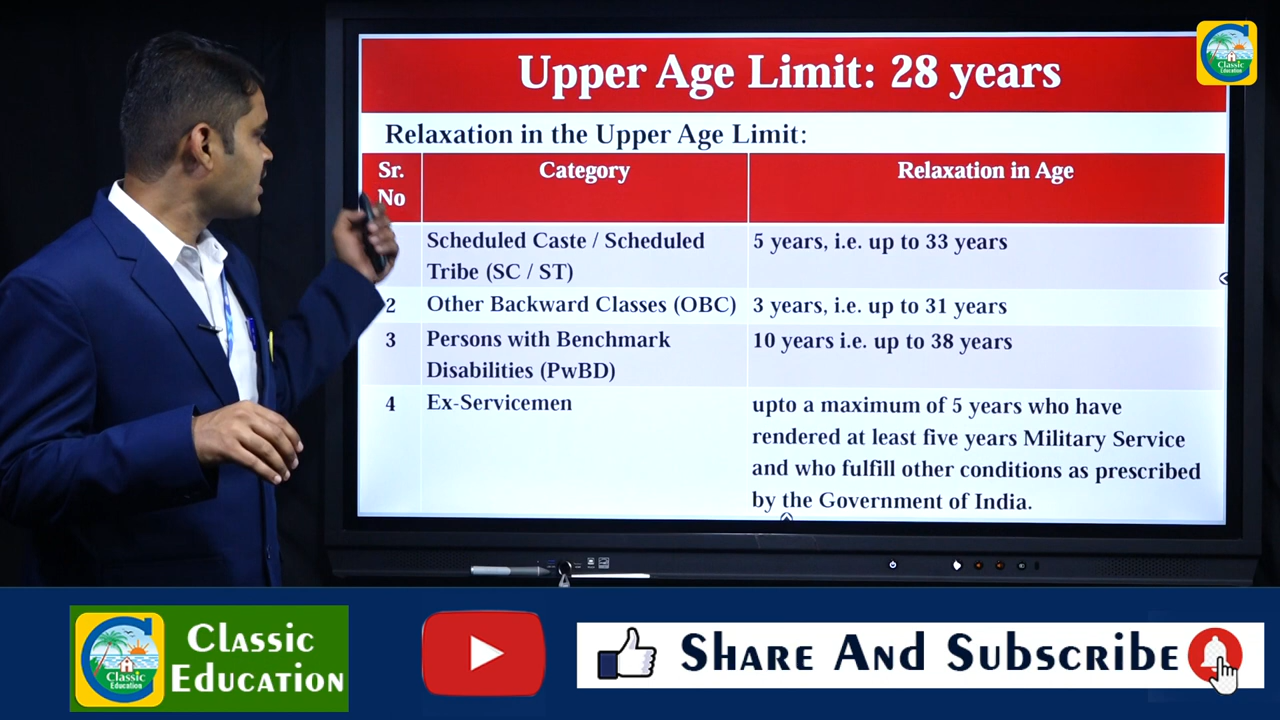 Upper Age Limit: 28 years
Classic
Education
Relaxation in the Upper Age Limit:
Sr. No
Category
Relaxation in Age
Scheduled Caste / Scheduled
Tribe (SC / ST)
5 years, i.e. up to 33 years
2
Other Backward Classes (OBC)
3 years, i.e. up to 31 years
3
Persons with Benchmark
Disabilities (PwBD)
10 years i.e. up to 38 years
4
Ex-Servicemen
upto a maximum of 5 years who have
rendered at least five years Military Service
and who fulfill other conditions as prescribed
by the Government of India.
Classic
Education
Classic
Education
Share And Subscribe